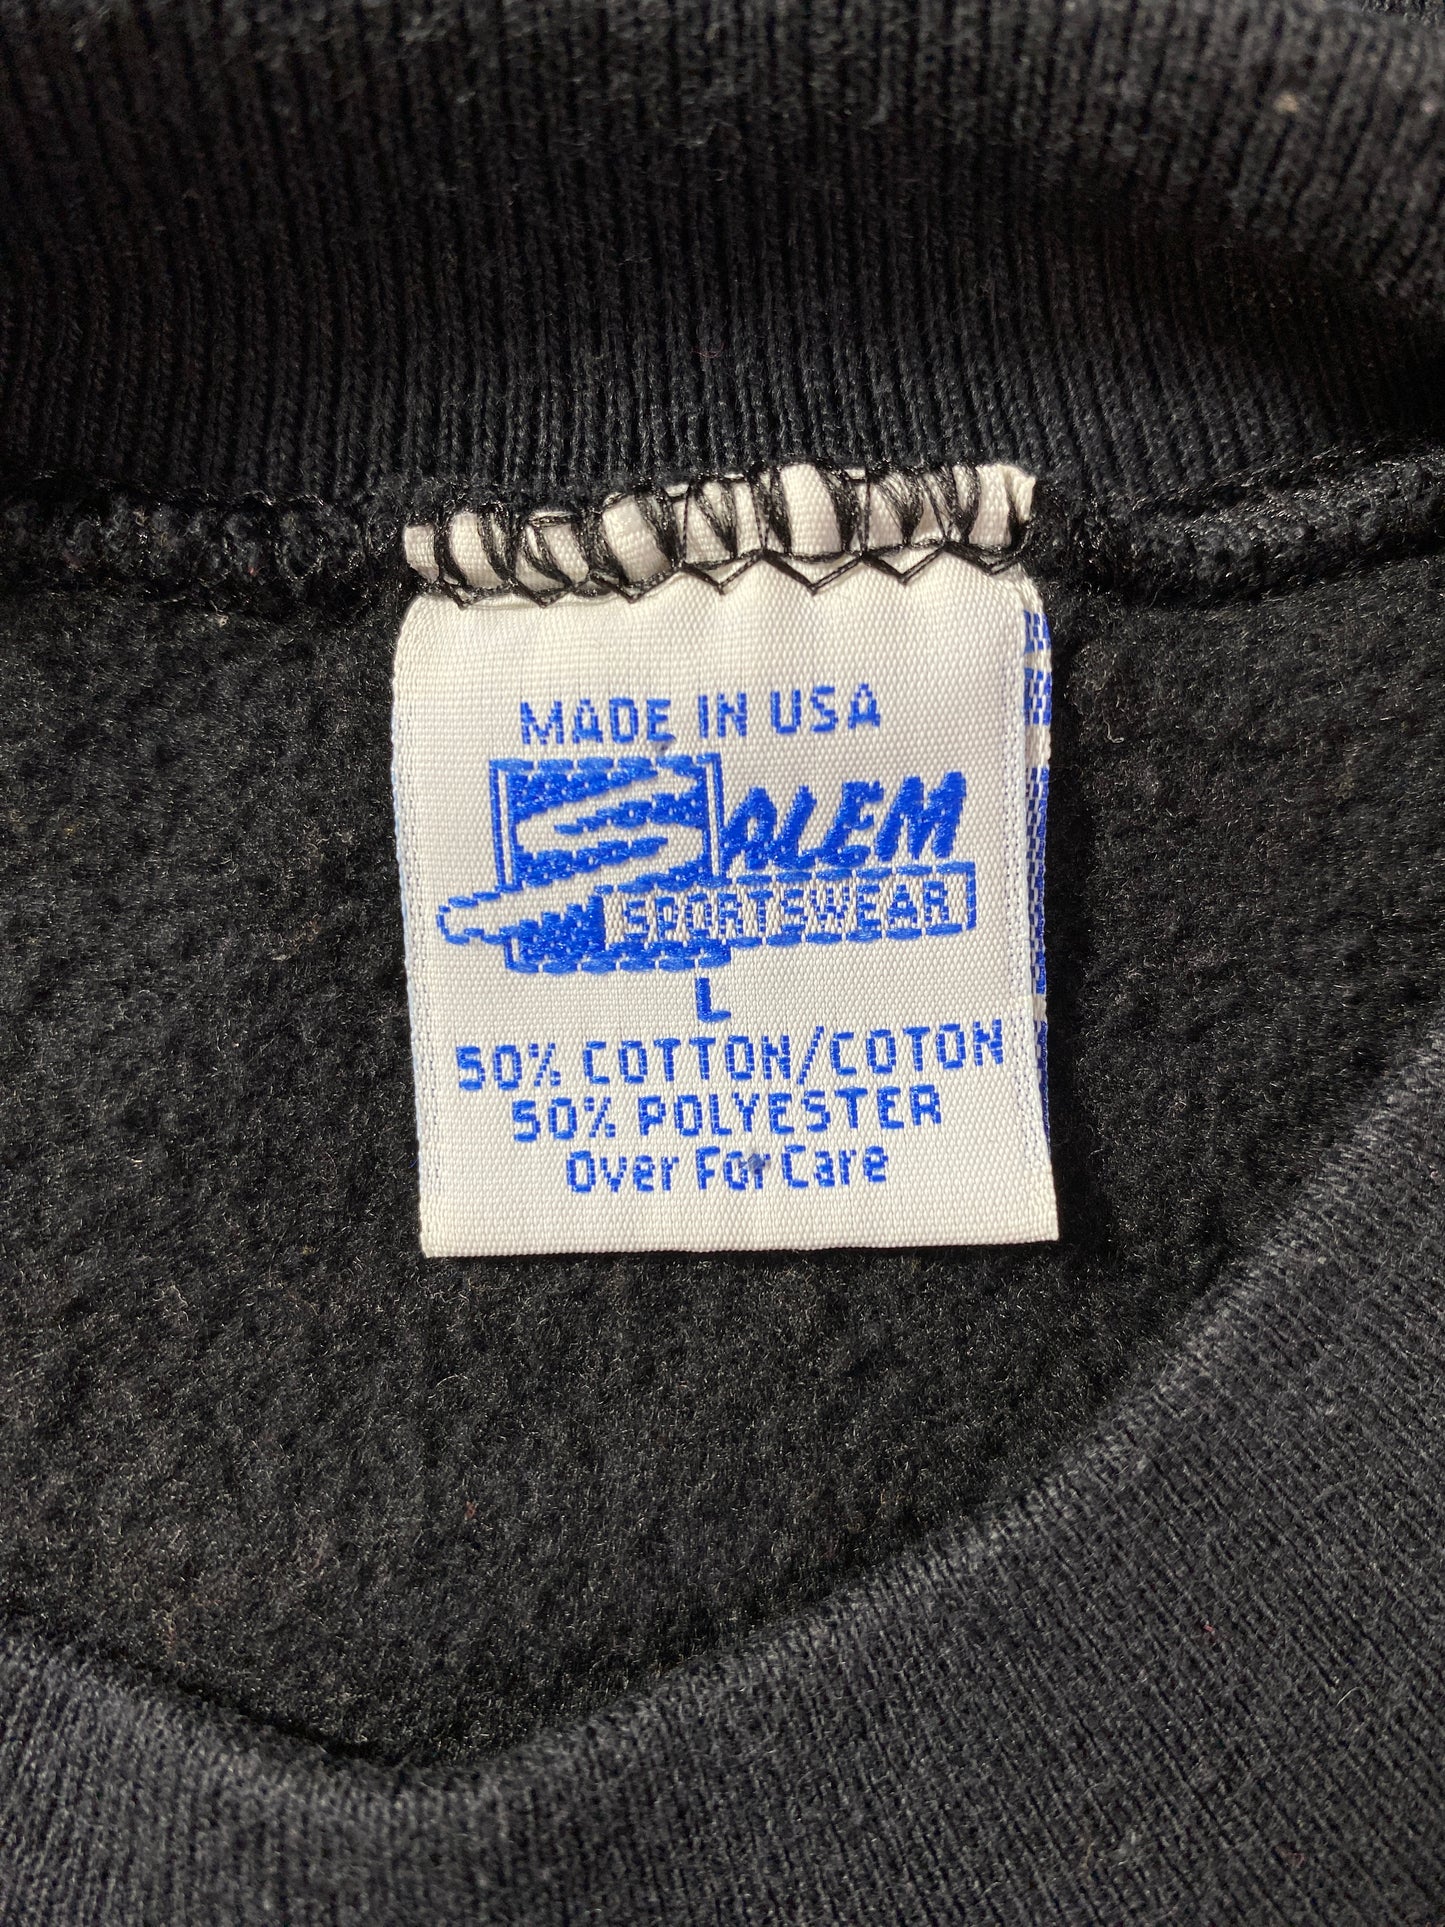 MADE IN USA
SALEM
SPORTSWEAR
L
50% COTTON/COTON
50% POLYESTER
Over For Care